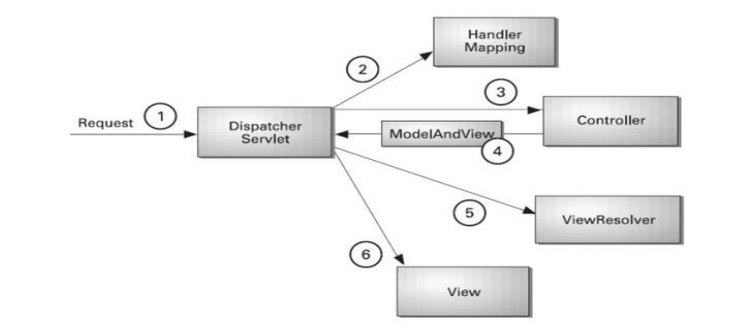 Handler
Mapping
2
3
Request
1
Dispatcher
Servlet
ModelAndView
Controller
4
5
ViewResolver
6
View